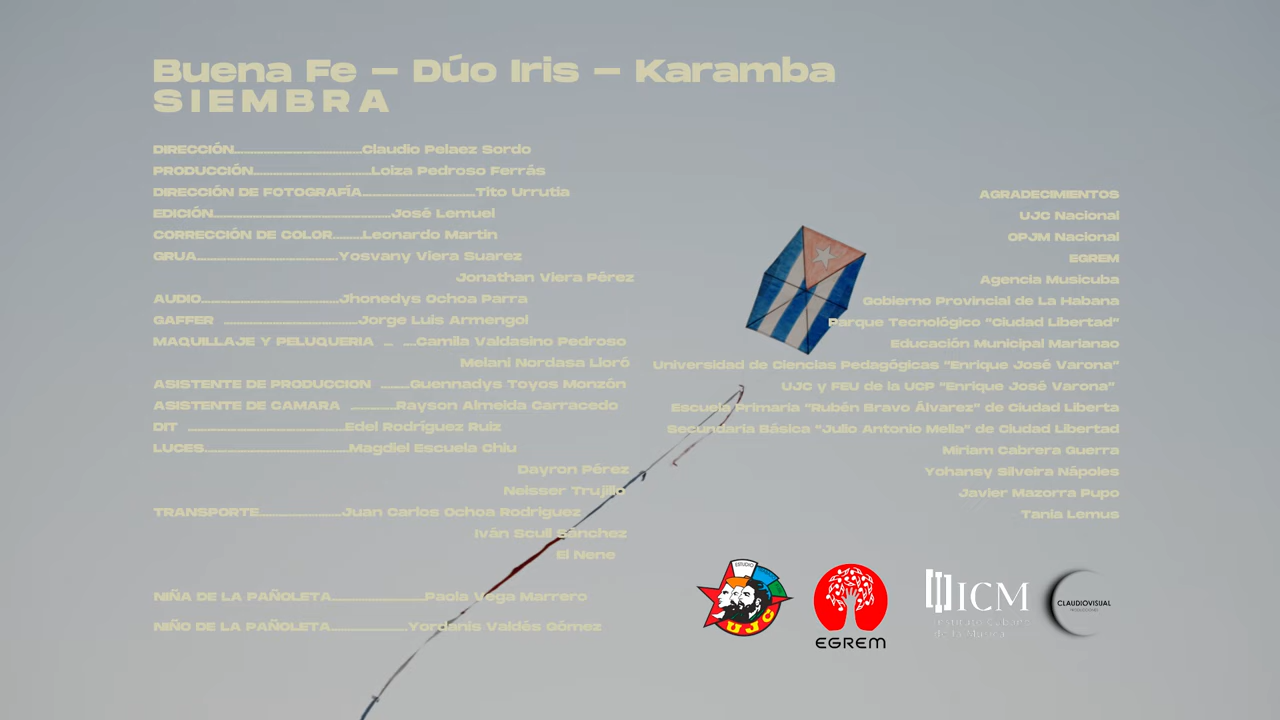 Buena Fe – Dúo Iris – Karamba
SIEMBRA
DIRECCIÓN..............................Claudio Pelaez Sordo
PRODUCCIÓN..............................Loiza Pedroso Ferrás
DIRECCIÓN DE FOTOGRAFÍA..............................Tito Urrutia
EDICIÓN..............................José Lemuel
CORRECCIÓN DE COLOR..........Leonardo Martín
GRUA..............................Yosvany Viera Suarez
Jonathan Viera Pérez
AUDIO..............................Jhonedys Ochoa Parra
GAFFER ..............................Jorge Luis Armengol
MAQUILLAJE Y PELUQUERIA .. ...Camila Valdasino Pedroso
Melani Nordasa Lloró
ASISTENTE DE PRODUCCION ........Guennadys Toyos Monzón
ASISTENTE DE CAMARA ............Rayson Almeida Carracedo
DIT ..............................Edel Rodríguez Ruiz
LUCES..............................Magdiel Escuela Chiu
Dayron Pérez
Neisser Trujillo
TRANSPORTE....................Juan Carlos Ochoa Rodriguez
Iván Scull Sánchez
El Nene
NIÑA DE LA PAÑOLETA....................Paola Vega Marrero
NIÑO DE LA PAÑOLETA....................Yordanis Valdés Gómez
AGRADECIMIENTOS
UJC Nacional
OPJM Nacional
EGREM
Agencia Musicuba
Gobierno Provincial de La Habana
Parque Tecnológico "Ciudad Libertad"
Educación Municipal Marianao
Universidad de Ciencias Pedagógicas "Enrique José Varona"
UJC y FEU de la UCP "Enrique José Varona"
Escuela Primaria "Rubén Bravo Álvarez" de Ciudad Liberta
Secundaria Básica "Julio Antonio Mella" de Ciudad Libertad
Miriam Cabrera Guerra
Yohansy Silveira Nápoles
Javier Mazorra Pupo
Tania Lemus
ESTUDIO
UJC
EGREM
ICM
Instituto Cubano
de la Música
CLAUDIOVISUAL
PRODUCCIONES